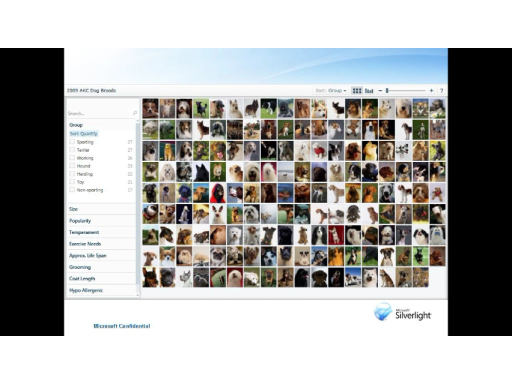 2009 AKC Dog Breeds
Sort: Group
?
Search...
Group
Sort: Quantity
Sporting 27
Terrier 27
Working 26
Hound 23
Herding 22
Toy 21
Non-sporting 17
Size
Popularity
Temperament
Exercise Needs
Approx. Life Span
Grooming
Coat Length
Hypo Allergenic
Microsoft
Silverlight
Microsoft Confidential